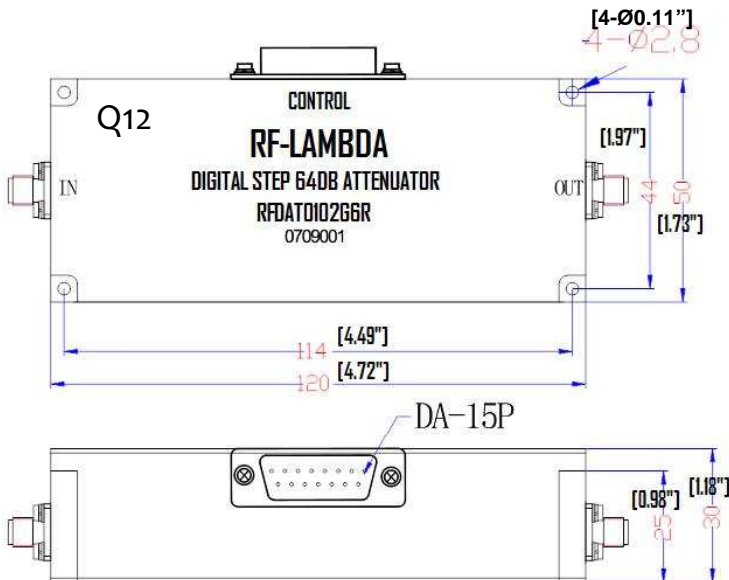 [4-Ø0.11”]
4-Ø2.8
CONTROL
Q12
RF-LAMBDA
DIGITAL STEP 64DB ATTENUATOR
RFDAT0102G6R
0709001
IN
OUT
[1.97"]
44
50
[1.73"]
114 [4.49"]
120 [4.72"]
DA-15P
[0.98"]
25
[1.18"]
30